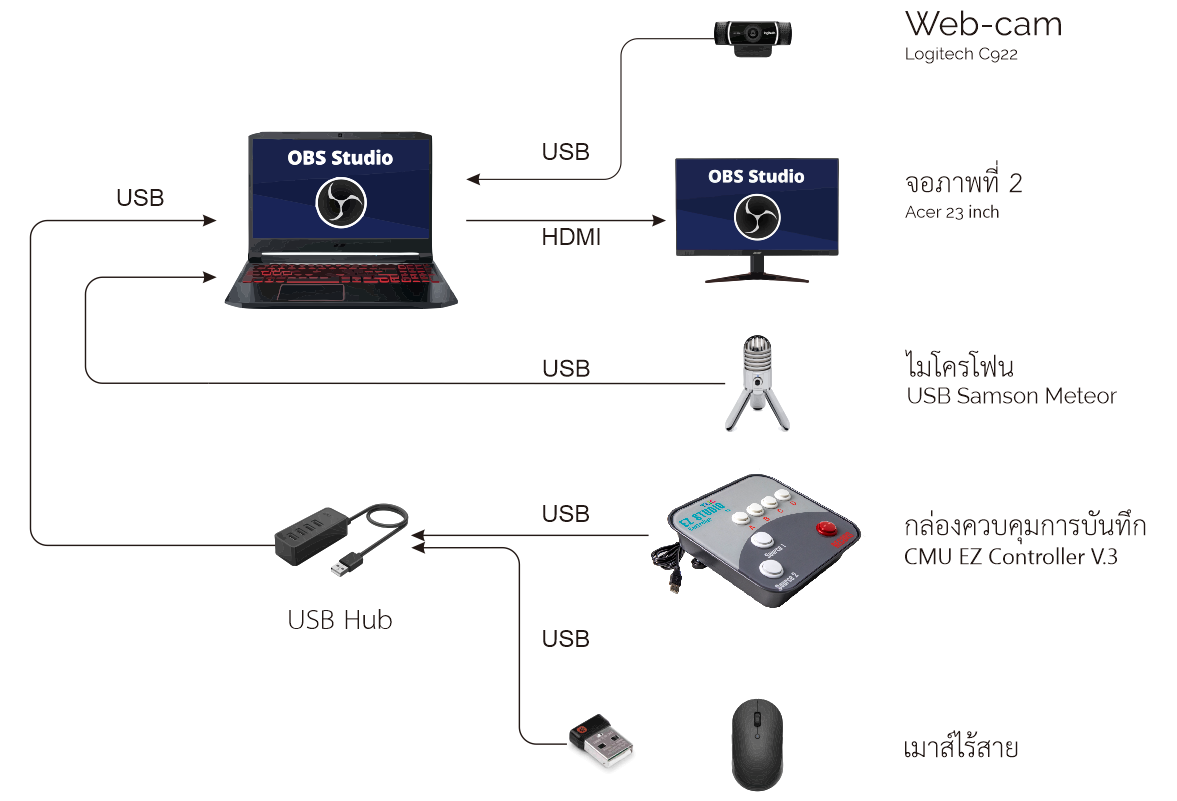 Web-cam
Logitech C922
USB
OBS Studio
OBS Studio
USB
HDMI
จอภาพที่ 2
Acer 23 inch
USB
ไมโครโฟน
USB Samson Meteor
USB
EZ STUDIO
Controller
A B C D
Source 1
Source 2
กล่องควบคุมการบันทึก
CMU EZ Controller V.3
USB Hub
USB
เมาส์ไร้สาย